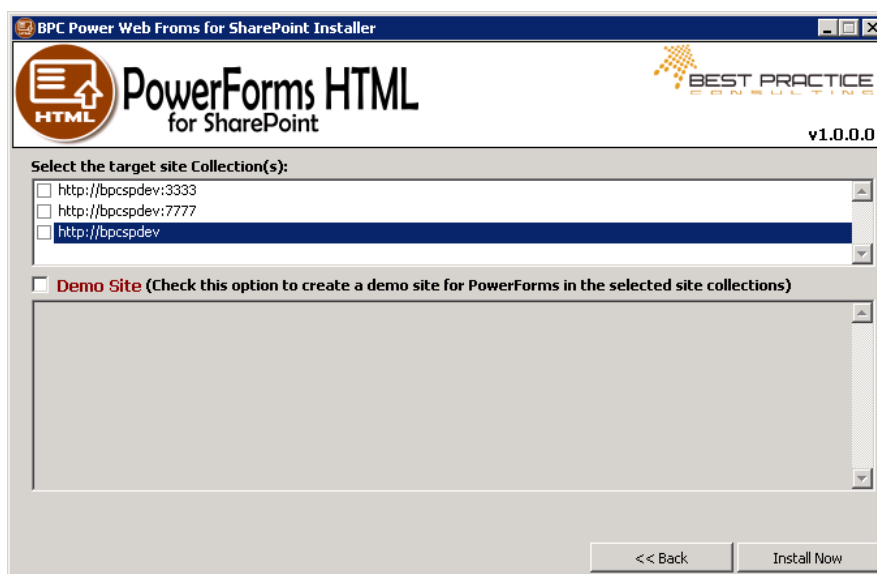 BPC Power Web Froms for SharePoint Installer
HTML
PowerForms HTML
for SharePoint
BEST PRACTICE
CONSULTING
v1.0.0.0
Select the target site Collection(s):
http://bpcspdev:3333
http://bpcspdev:7777
http://bpcspdev
Demo Site (Check this option to create a demo site for PowerForms in the selected site collections)
<< Back
Install Now